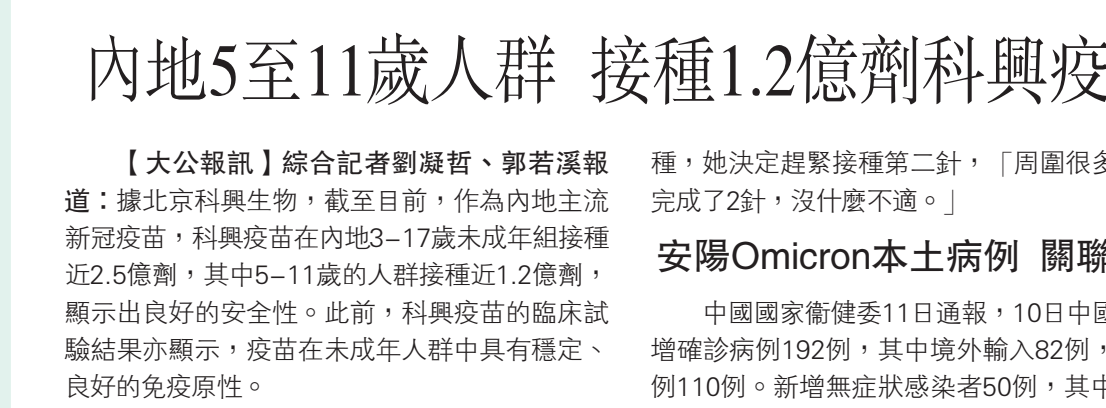 內地5至11歲人群 接種1.2億劑科興疫
【大公報訊】綜合記者劉凝哲、郭若溪報
道：據北京科興生物，截至目前，作為內地主流
新冠疫苗，科興疫苗在內地3–17歲未成年組接種
近2.5億劑，其中5–11歲的人群接種近1.2億劑，
顯示出良好的安全性。此前，科興疫苗的臨床試
驗結果亦顯示，疫苗在未成年人群中具有穩定、
良好的免疫原性。
種，她決定趕緊接種第二針，「周圍很多
完成了2針，沒什麼不適。」
安陽Omicron本土病例 關聯
中國國家衞健委11日通報，10日中國
增確診病例192例，其中境外輸入82例，
例110例。新增無症狀感染者50例，其中